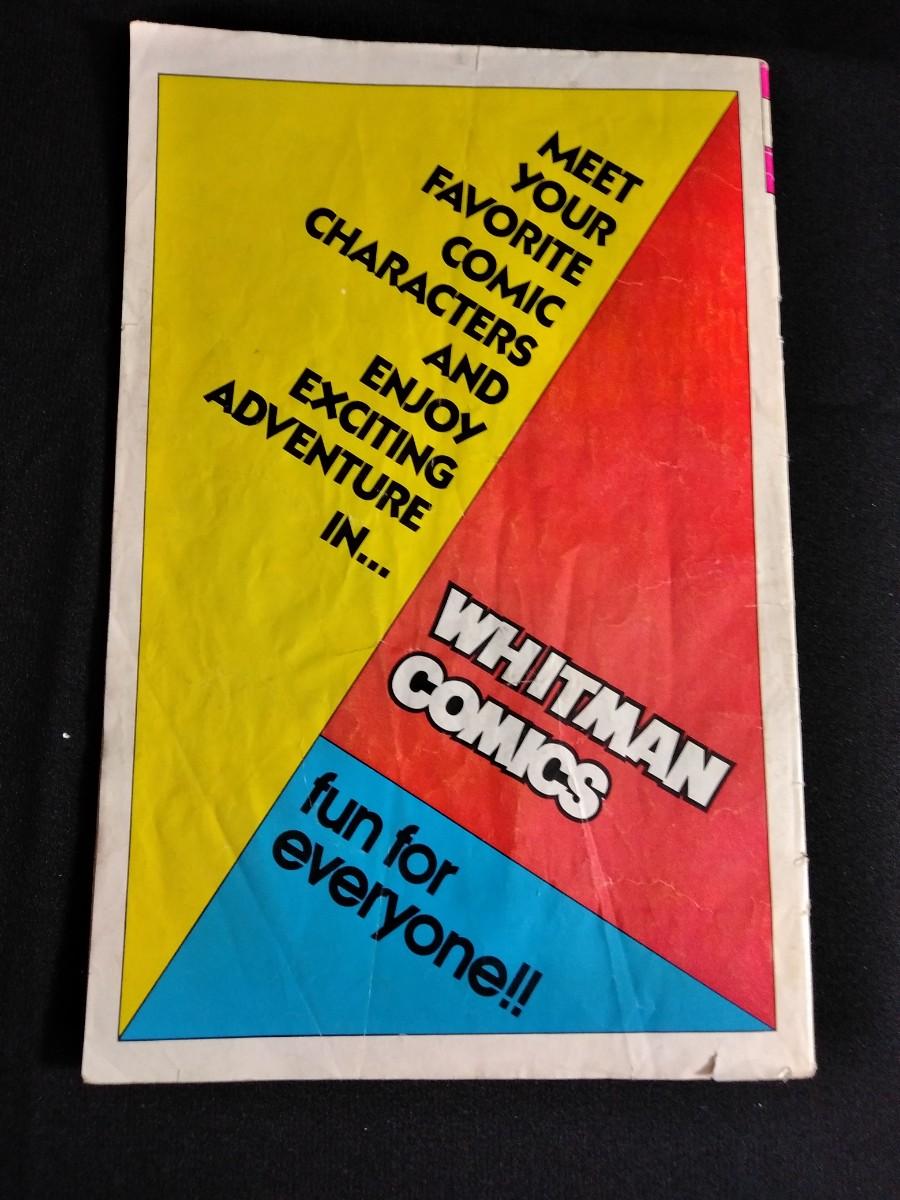 MEET
YOUR
FAVORITE
COMIC
CHARACTERS
AND
ENJOY
EXCITING
ADVENTURE
IN...
WHITMAN
COMICS
fun for
everyone!!